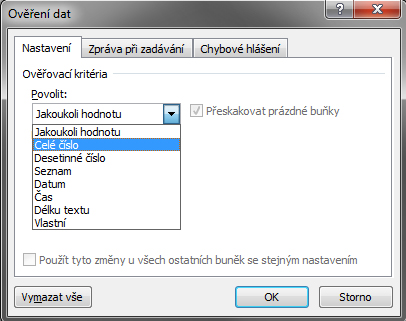 Ověření dat
Nastavení
Zpráva při zadávání
Chybové hlášení
Ověřovací kritéria
Povolit:
Jakoukoli hodnotu
Přeskakovat prázdné buňky
Jakoukoli hodnotu
Celé číslo
Desetinné číslo
Seznam
Datum
Čas
Délku textu
Vlastní
Použít tyto změny u všech ostatních buněk se stejným nastavením
Vymazat vše
OK
Storno